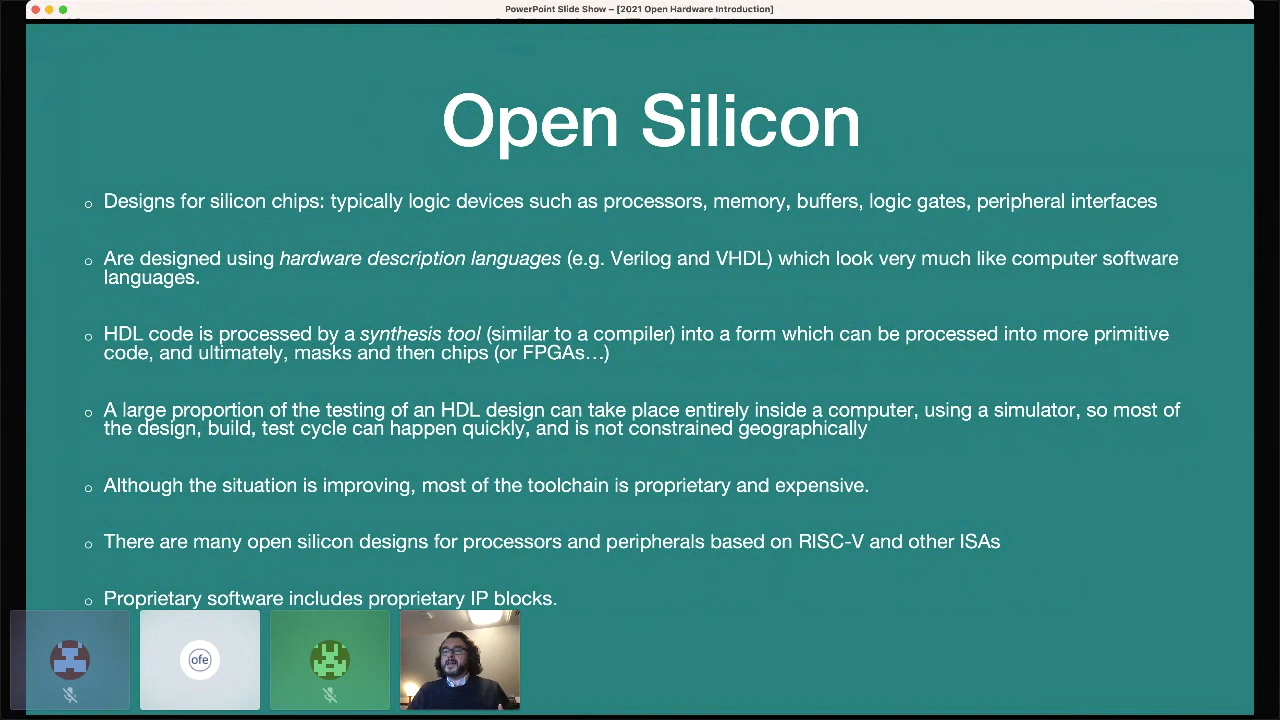 PowerPoint Slide Show – [2021 Open Hardware Introduction]
Open Silicon
Designs for silicon chips: typically logic devices such as processors, memory, buffers, logic gates, peripheral interfaces
Are designed using hardware description languages (e.g. Verilog and VHDL) which look very much like computer software
languages.
HDL code is processed by a synthesis tool (similar to a compiler) into a form which can be processed into more primitive
code, and ultimately, masks and then chips (or FPGAs…)
A large proportion of the testing of an HDL design can take place entirely inside a computer, using a simulator, so most of
the design, build, test cycle can happen quickly, and is not constrained geographically
Although the situation is improving, most of the toolchain is proprietary and expensive.
There are many open silicon designs for processors and peripherals based on RISC-V and other ISAs
Proprietary software includes proprietary IP blocks.
ofe